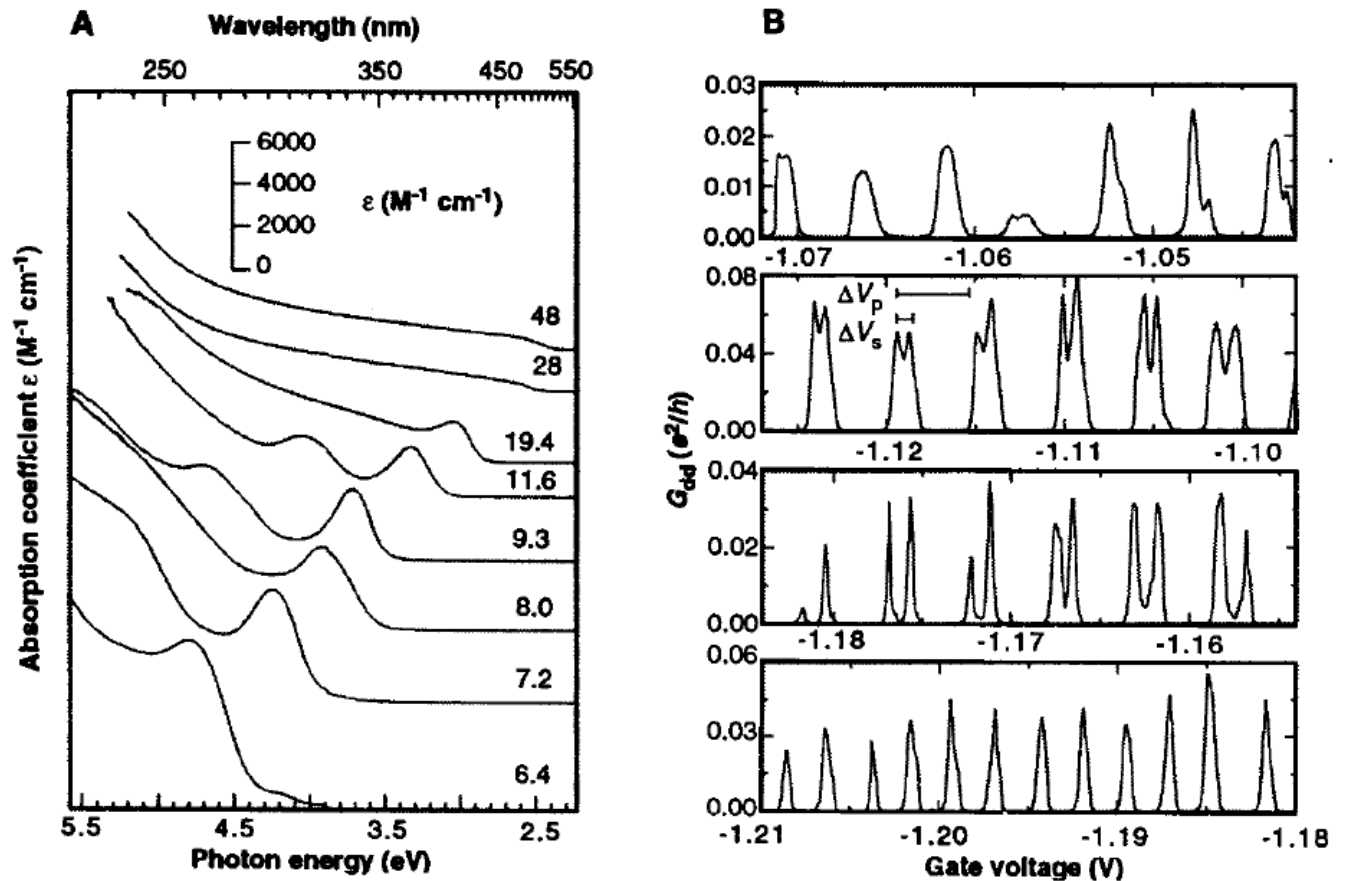 A
Wavelength (nm)
250 350 450 550
6000
4000
2000
0
ε (M⁻¹ cm⁻¹)
48
28
19.4
11.6
9.3
8.0
7.2
6.4
Absorption coefficient ε (M⁻¹ cm⁻¹)
5.5 4.5 3.5 2.5
Photon energy (eV)
B
0.03
0.02
0.01
0.00
-1.07 -1.06 -1.05
0.08
0.04
0.00
ΔVp
ΔVs
-1.12 -1.11 -1.10
0.04
0.02
0.00
-1.18 -1.17 -1.16
0.06
0.03
0.00
-1.21 -1.20 -1.19 -1.18
Gdd (e²/h)
Gate voltage (V)